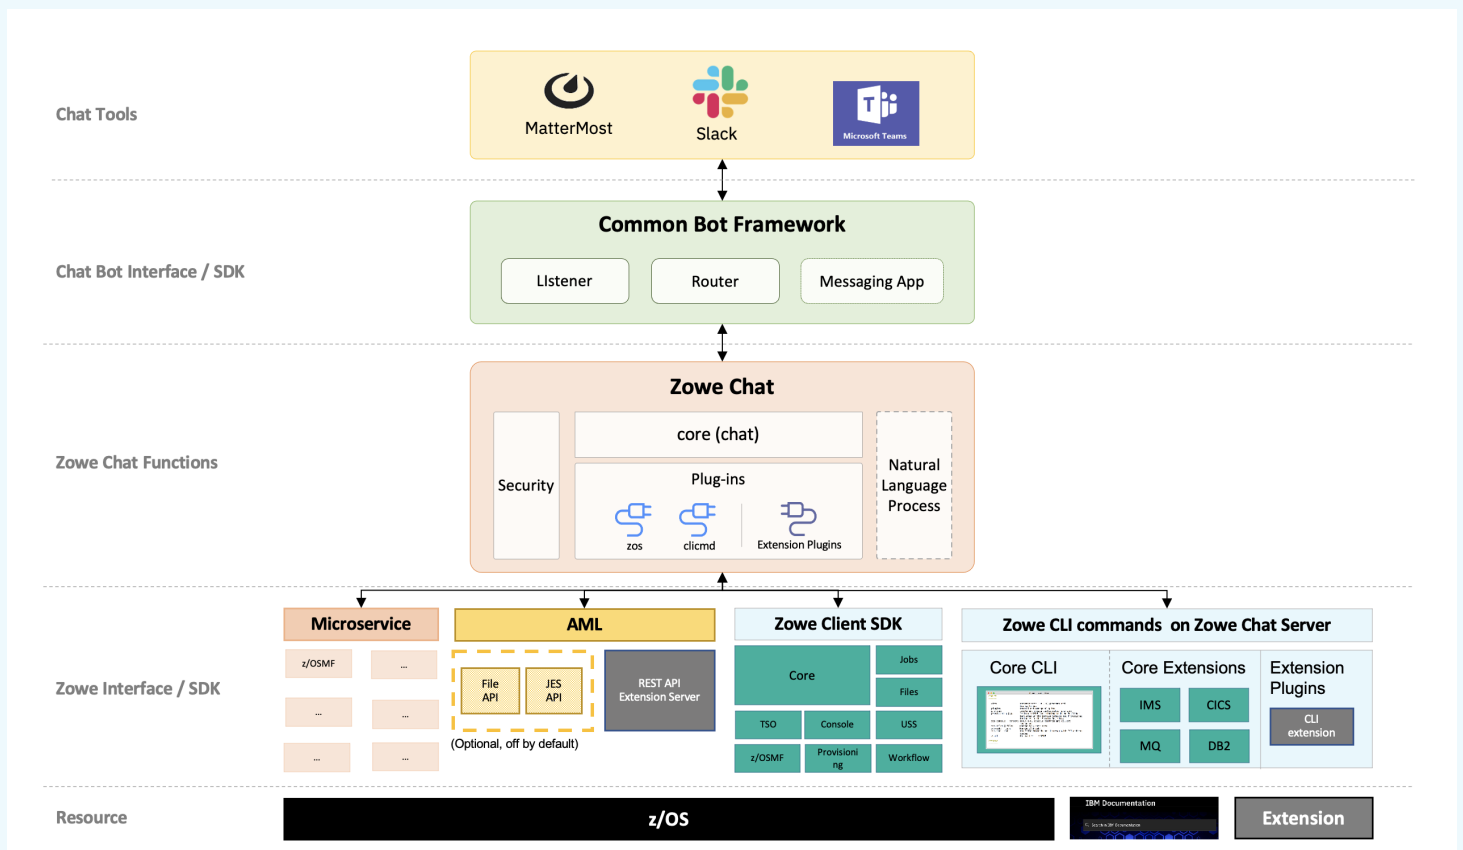 Chat Tools
MatterMost
Slack
Microsoft Teams
Chat Bot Interface / SDK
Common Bot Framework
LIstener
Router
Messaging App
Zowe Chat Functions
Zowe Chat
Security
core (chat)
Plug-ins
zos
clicmd
Extension Plugins
Natural
Language
Process
Zowe Interface / SDK
Microservice
z/OSMF
...
...
...
...
...
AML
File
API
JES
API
(Optional, off by default)
REST API
Extension Server
Zowe Client SDK
Core
Jobs
Files
TSO
Console
USS
z/OSMF
Provisioni
ng
Workflow
Zowe CLI commands on Zowe Chat Server
Core CLI
Core Extensions
IMS
CICS
MQ
DB2
Extension
Plugins
CLI
extension
Resource
z/OS
IBM Documentation
Search in IBM Documentation
Extension